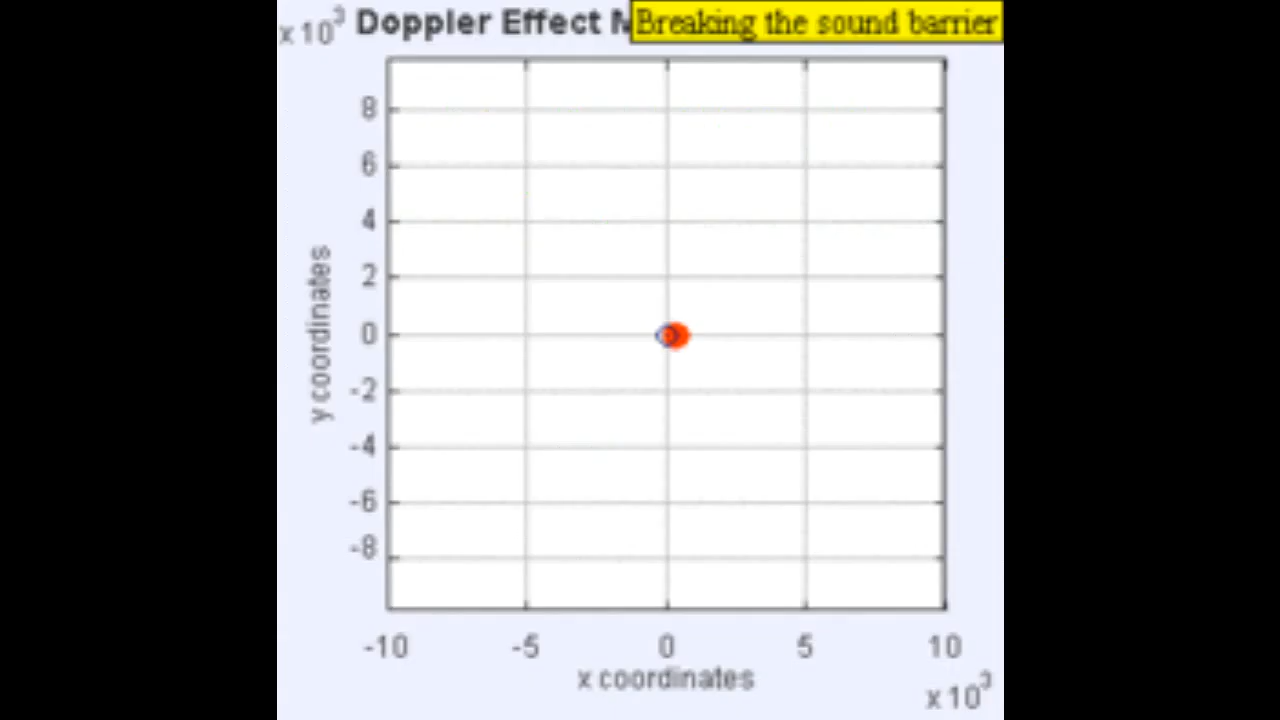 x 10³ Doppler Effect
Breaking the sound barrier
8
6
4
2
0
-2
-4
-6
-8
y coordinates
-10 -5 0 5 10
x coordinates
x 10³